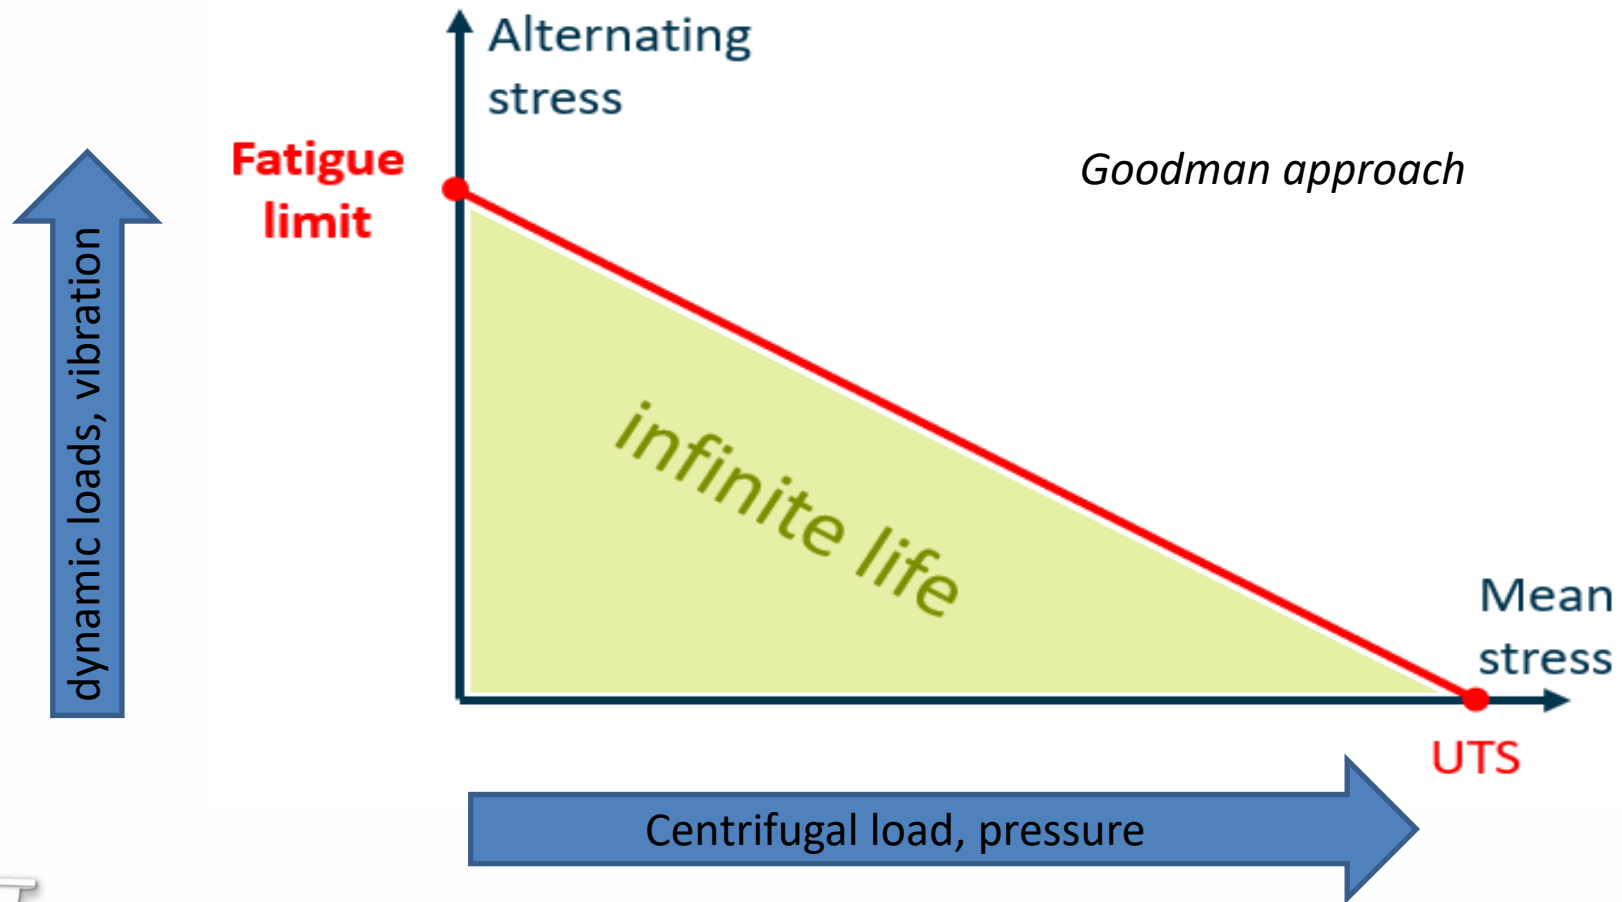 Alternating
stress
Fatigue
limit
Goodman approach
dynamic loads, vibration
infinite life
Mean
stress
UTS
Centrifugal load, pressure